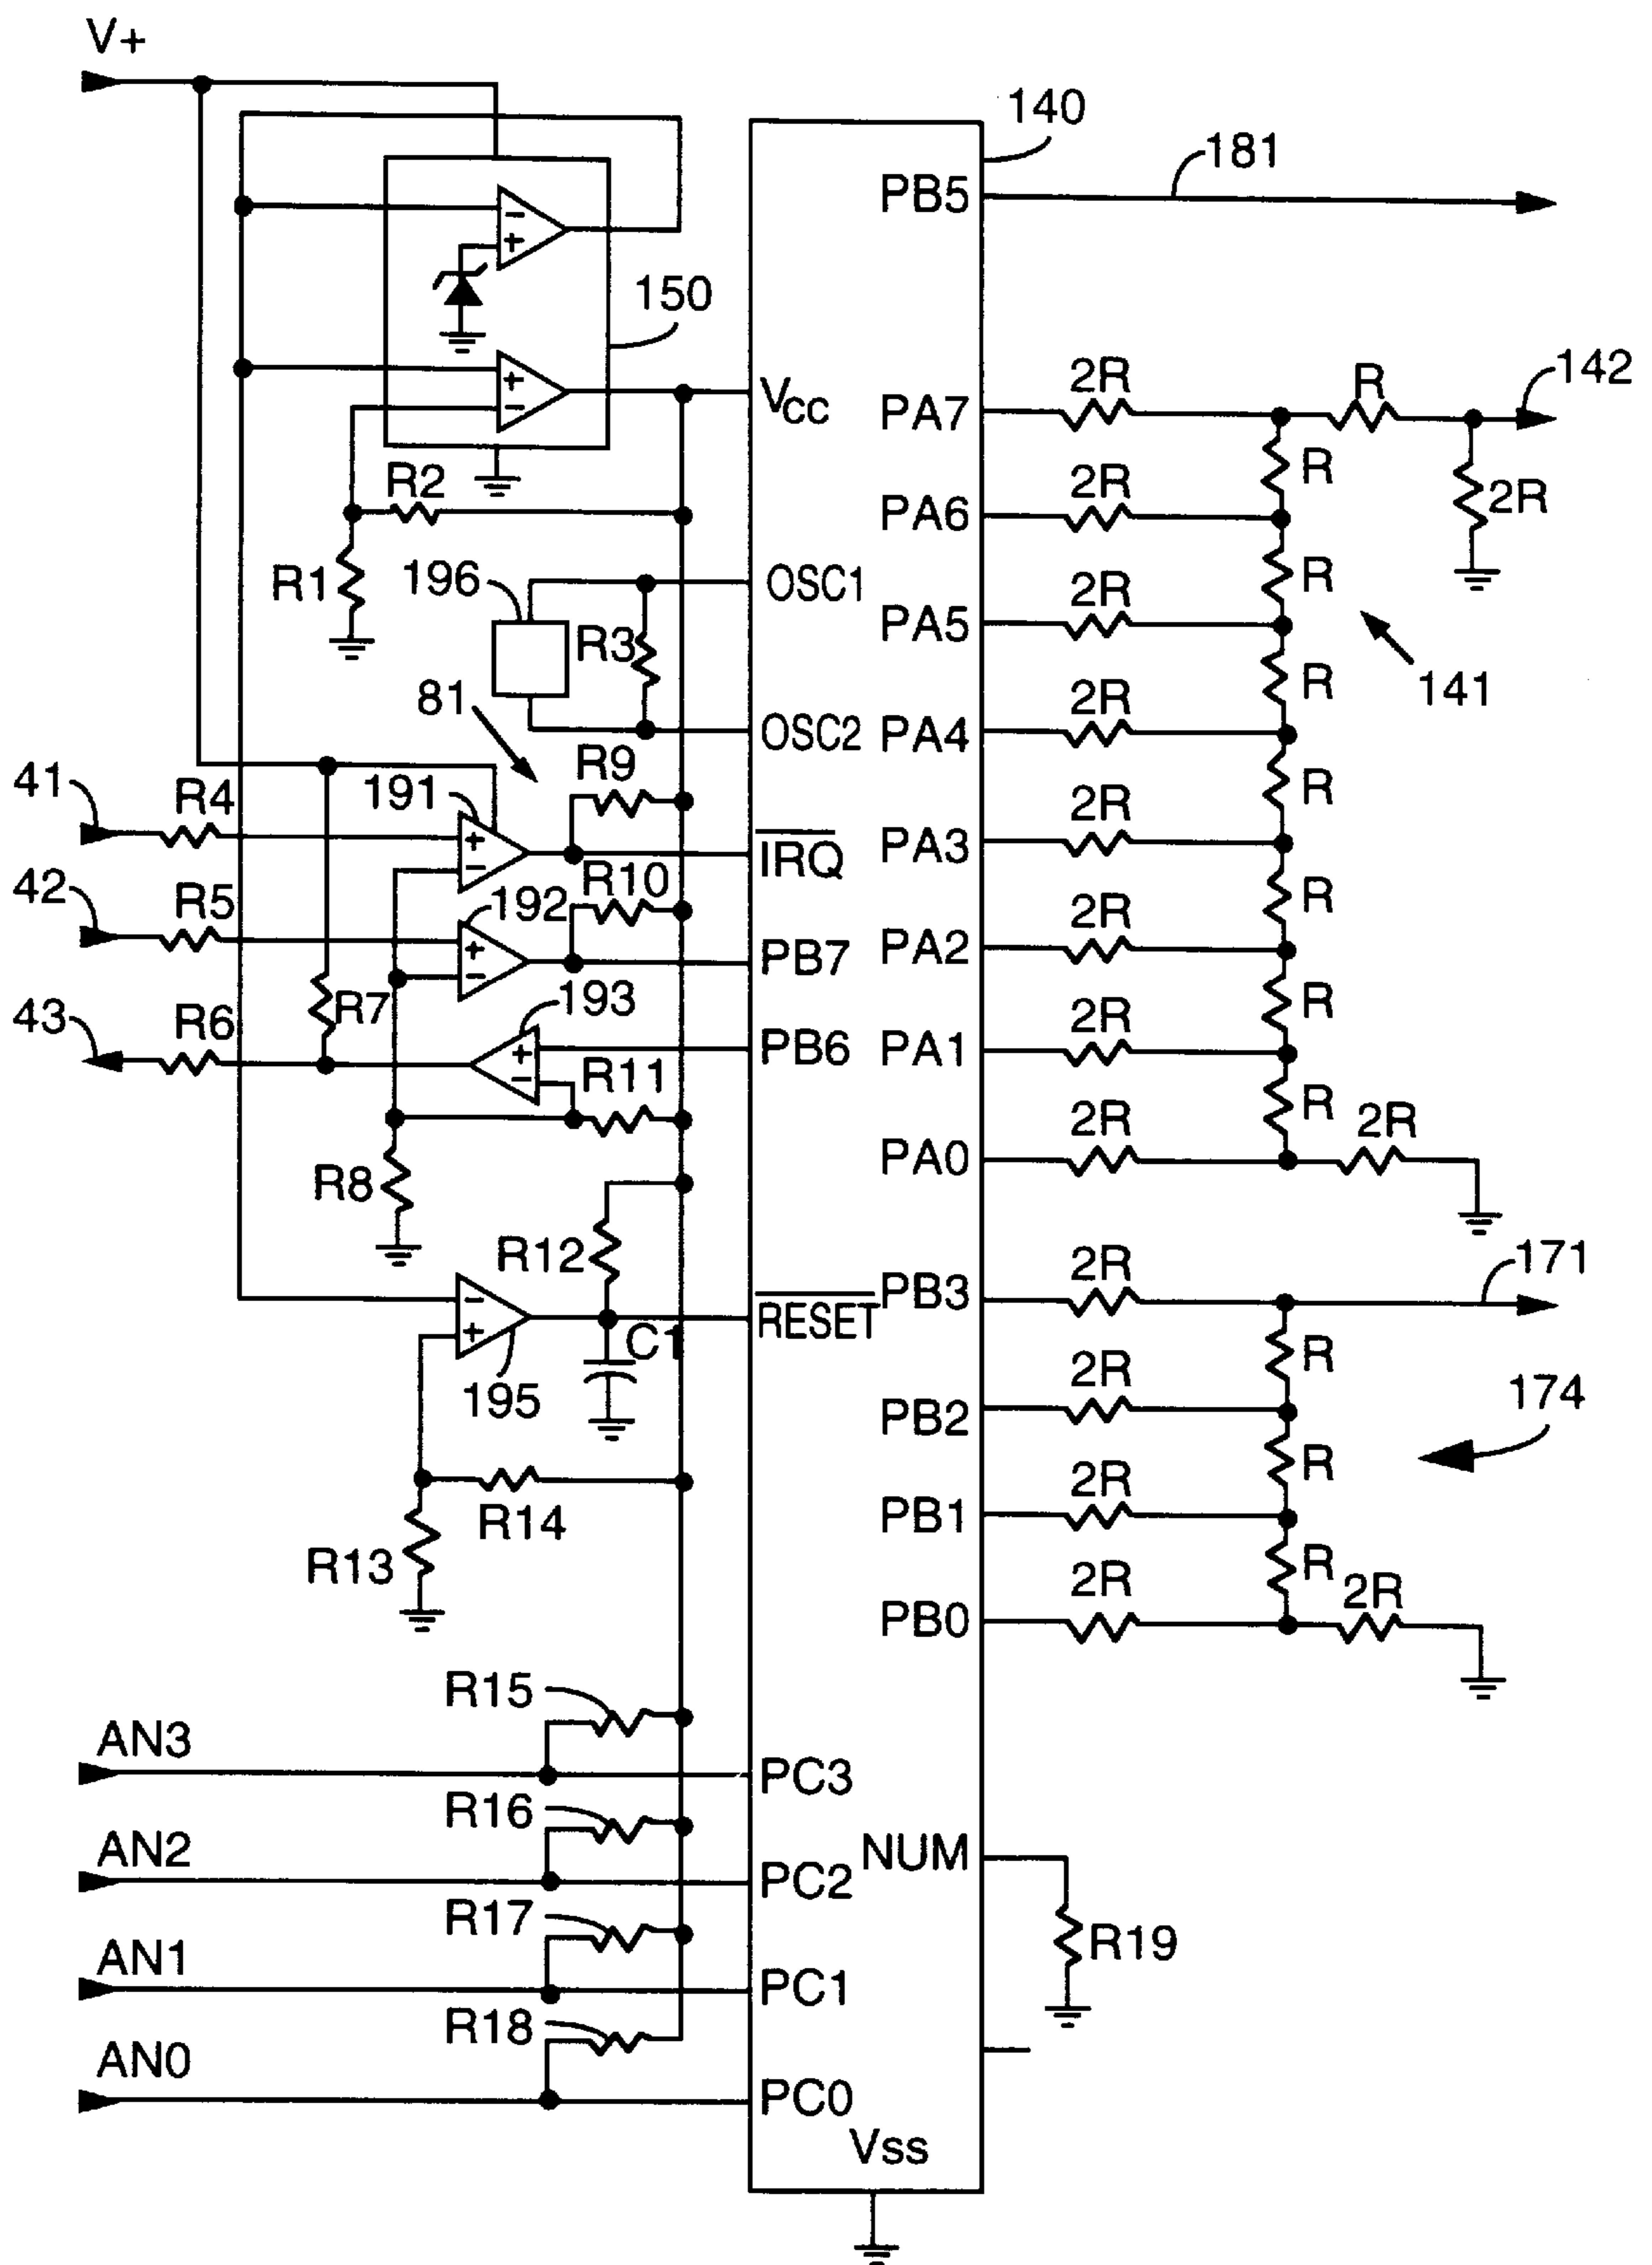 V+
140
181
PB5
150
142
VCC
2R
R
PA7
R
R2
2R
2R
PA6
R1
196
OSC1
R
2R
R3
PA5
81
R
141
2R
OSC2
PA4
R9
41
R4
191
R
2R
IRQ
PA3
R10
42
R5
192
R
2R
PB7
PA2
43
R6
R7
193
R
2R
PB6
PA1
R11
R
2R
2R
R8
PA0
R12
171
2R
PB3
RESET
C1
R
195
2R
174
PB2
R
R14
2R
PB1
R13
R
2R
2R
PB0
R15
AN3
PC3
R16
AN2
NUM
PC2
R17
R19
AN1
PC1
R18
AN0
PC0
Vss